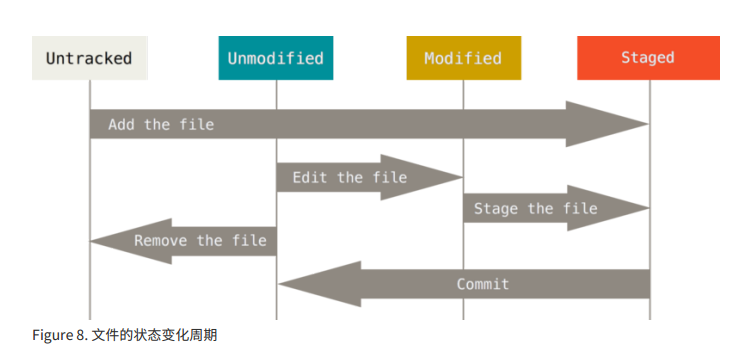 Untracked Unmodified Modified Staged
Add the file
Edit the file
Stage the file
Remove the file
Commit
Figure 8. 文件的状态变化周期